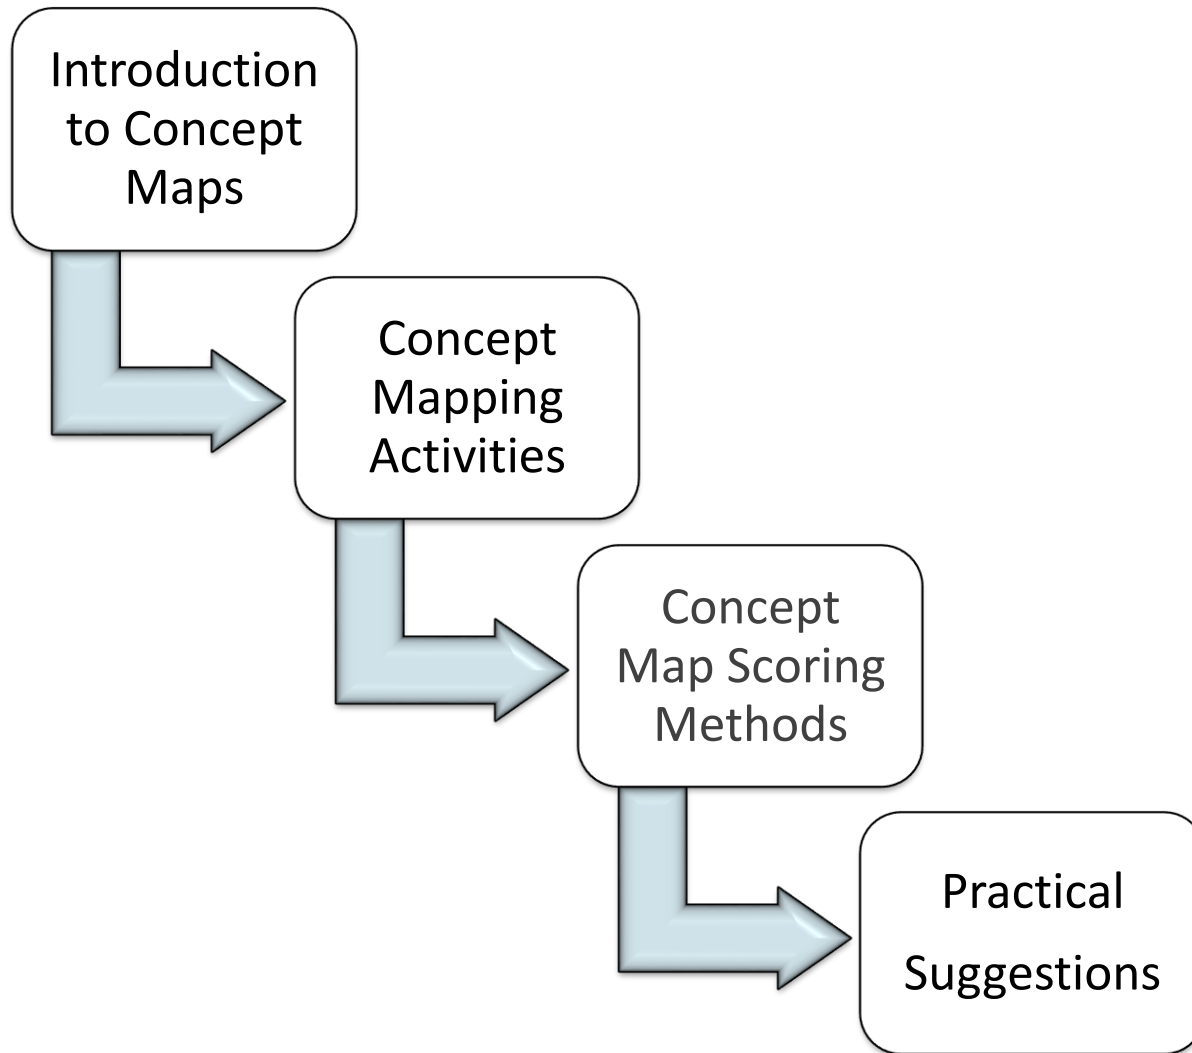 Introduction
to Concept
Maps
Concept
Mapping
Activities
Concept
Map Scoring
Methods
Practical
Suggestions